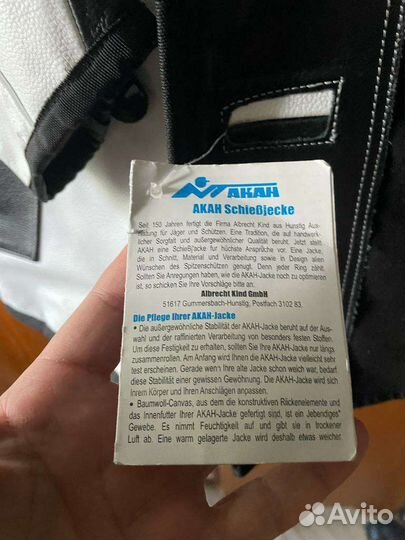 AKAH
AKAH Schießjacke
Seit 150 Jahren fertigt die Firma Albrecht Kind aus Hunstig Aus-
rüstung für Jäger und Schützen. Eine Tradition, die auf handwerk-
licher Sorgfalt und außergewöhnlicher Qualität beruht. Jetzt stellt
AKAH eine Schießjacke für höchste Ansprüche vor. Eine Jacke,
die in Schnitt, Material und Verarbeitung sowie in Design allen
Wünschen des Spitzenschützen genügt. Denn jeder Ring zählt.
Sollten Sie Anregungen haben, wie die AKAH-Jacke noch zu optimieren
ist, so schicken Sie Ihre Vorschläge bitte an.
Albrecht Kind GmbH
51617 Gummersbach-Hunstig, Postfach 3102 83.
Die Pflege Ihrer AKAH-Jacke
• Die außergewöhnliche Stabilität der AKAH-Jacke beruht auf der Aus-
wahl und der raffinierten Verarbeitung von besonders festen Stoffen.
Um diese Festigkeit zu erhalten, sollten Sie Ihre AKAH-Jacke nur längs
zusammenrollen. Am Anfang wird Ihnen die AKAH-Jacke vielleicht sehr
fest erscheinen. Gerade wenn Ihre alte Jacke schon weich war, bedarf
diese Stabilität einer gewissen Gewöhnung. Die AKAH-Jacke wird sich
Ihrem Körper und Ihren Anschlägen anpassen.
• Baumwoll-Canvas, aus dem die konstruktiven Rückenelemente und
das Innenfutter Ihrer AKAH-Jacke gefertigt sind, ist ein „lebendiges"
Gewebe. Es nimmt Feuchtigkeit auf und gibt sie in trockener
Luft ab. Eine warm gelagerte Jacke wird deshalb etwas weicher
Avito